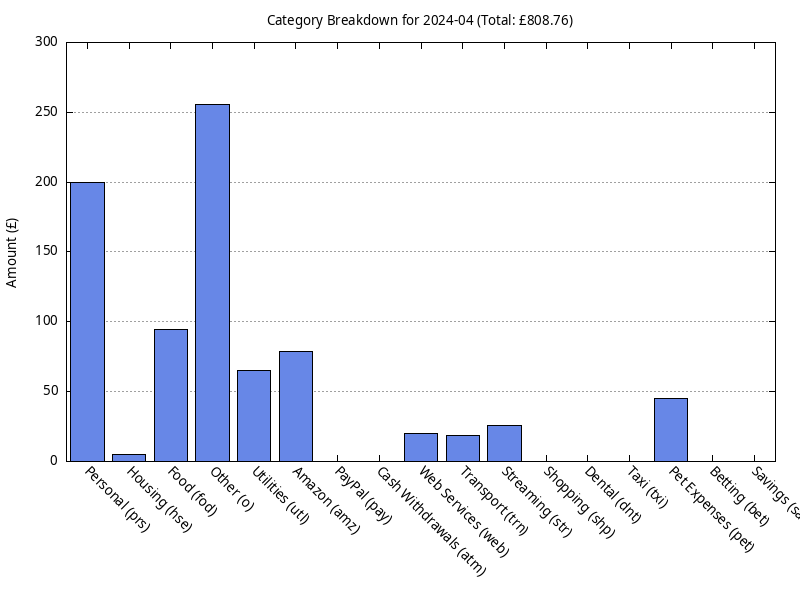 Category Breakdown for 2024-04 (Total: £808.76)
300
250
200
150
100
50
0
Amount (£)
Personal (prs)
Housing (hse)
Food (fod)
Other (o)
Utilities (utl)
Amazon (amz)
PayPal (pay)
Cash Withdrawals (atm)
Web Services (web)
Transport (trn)
Streaming (str)
Shopping (shp)
Dental (dnt)
Taxi (txi)
Pet Expenses (pet)
Betting (bet)
Savings (sa